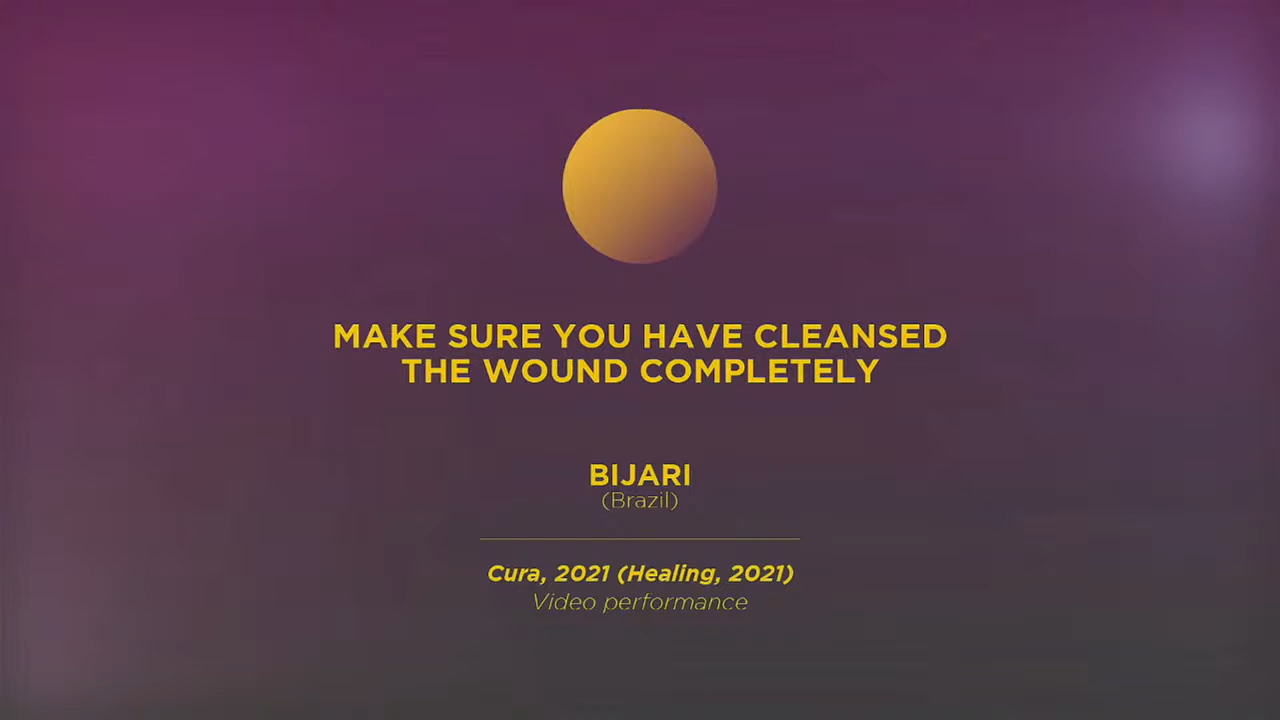 MAKE SURE YOU HAVE CLEANSED
THE WOUND COMPLETELY
BIJARI
(Brazil)
Cura, 2021 (Healing, 2021)
Video performance